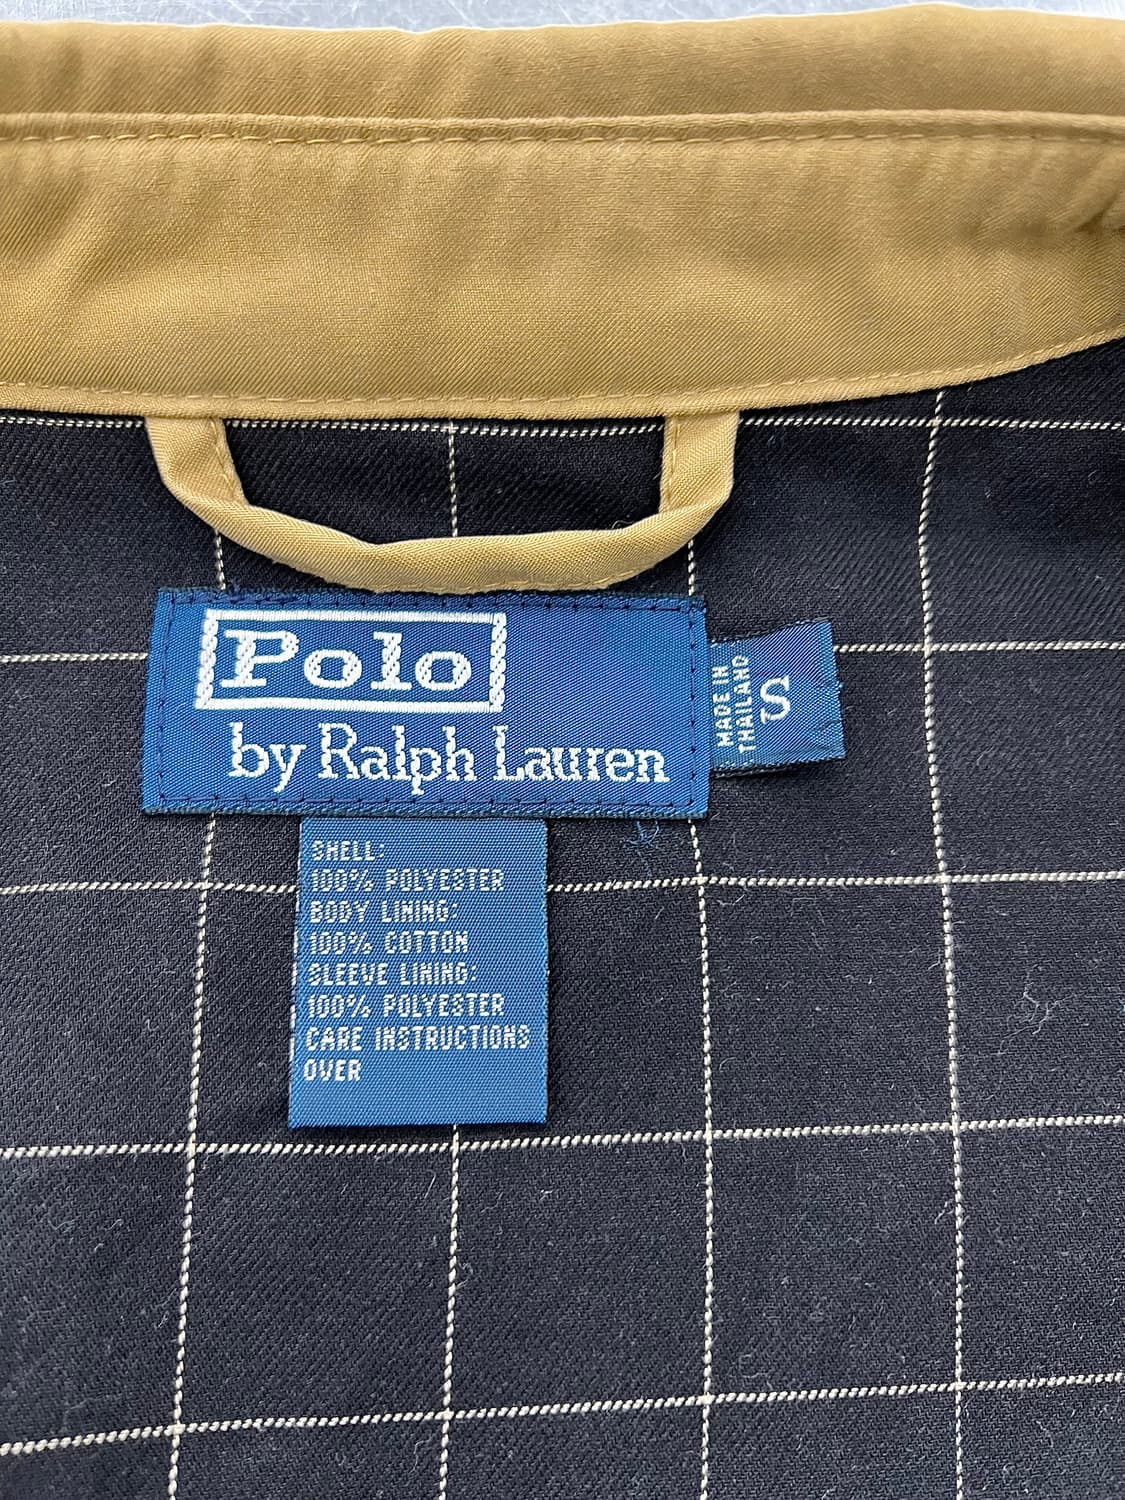 Polo
by Ralph Lauren
MADE IN
THAILAND
S
SHELL:
100% POLYESTER
BODY LINING:
100% COTTON
SLEEVE LINING:
100% POLYESTER
CARE INSTRUCTIONS
OVER